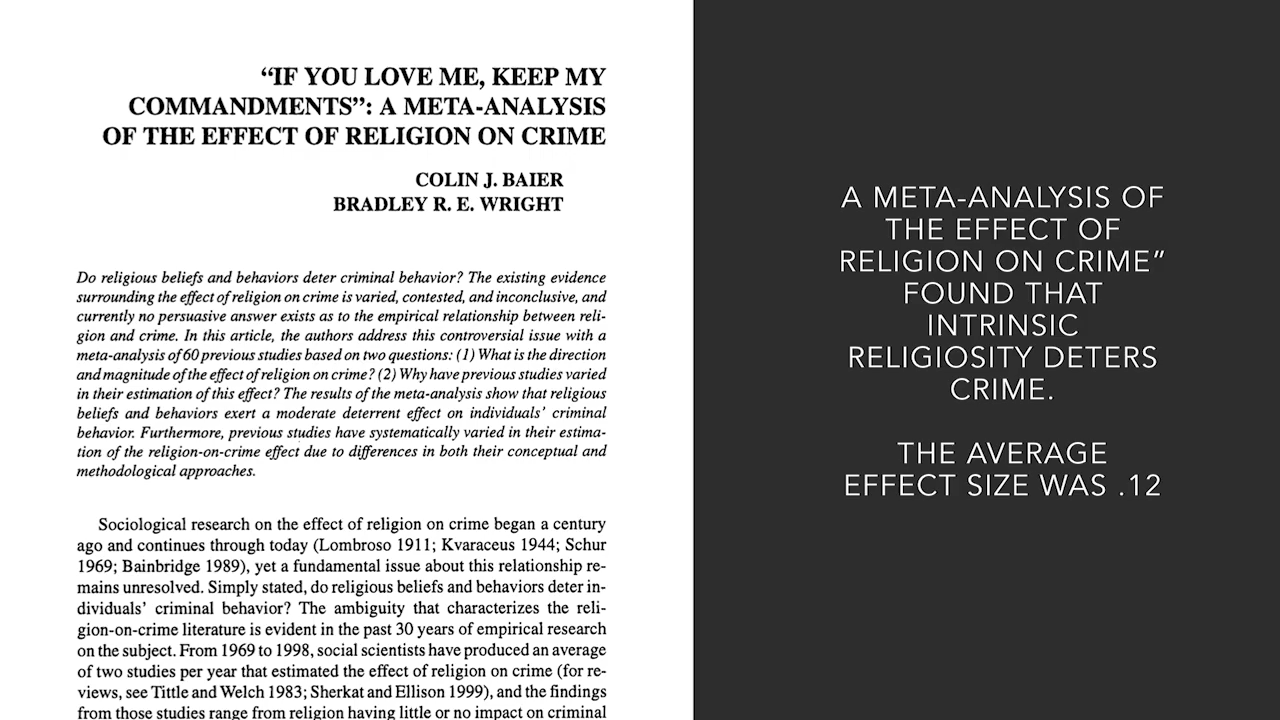 “IF YOU LOVE ME, KEEP MY
COMMANDMENTS”: A META-ANALYSIS
OF THE EFFECT OF RELIGION ON CRIME
COLIN J. BAIER
BRADLEY R. E. WRIGHT
Do religious beliefs and behaviors deter criminal behavior? The existing evidence
surrounding the effect of religion on crime is varied, contested, and inconclusive, and
currently no persuasive answer exists as to the empirical relationship between reli-
gion and crime. In this article, the authors address this controversial issue with a
meta-analysis of 60 previous studies based on two questions: (1) What is the direction
and magnitude of the effect of religion on crime? (2) Why have previous studies varied
in their estimation of this effect? The results of the meta-analysis show that religious
beliefs and behaviors exert a moderate deterrent effect on individuals’ criminal
behavior. Furthermore, previous studies have systematically varied in their estima-
tion of the religion-on-crime effect due to differences in both their conceptual and
methodological approaches.
Sociological research on the effect of religion on crime began a century
ago and continues through today (Lombroso 1911; Kvaraceus 1944; Schur
1969; Bainbridge 1989), yet a fundamental issue about this relationship re-
mains unresolved. Simply stated, do religious beliefs and behaviors deter in-
dividuals’ criminal behavior? The ambiguity that characterizes the reli-
gion-on-crime literature is evident in the past 30 years of empirical research
on the subject. From 1969 to 1998, social scientists have produced an average
of two studies per year that estimated the effect of religion on crime (for re-
views, see Tittle and Welch 1983; Sherkat and Ellison 1999), and the findings
from those studies range from religion having little or no impact on criminal
A META-ANALYSIS OF
THE EFFECT OF
RELIGION ON CRIME”
FOUND THAT
INTRINSIC
RELIGIOSITY DETERS
CRIME.
THE AVERAGE
EFFECT SIZE WAS .12